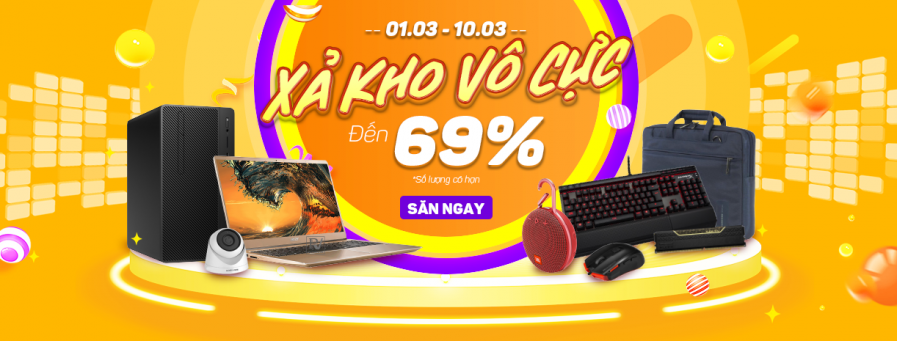 -- 01.03 - 10.03 --
XẢ KHO VÔ CỰC
Đến 69%
*Số lượng có hạn
SĂN NGAY